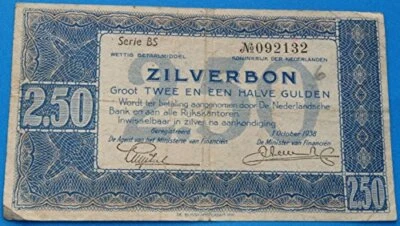 Serie BS № 092132
WETTIG BETAALMIDDEL KONINKRIJK DER NEDERLANDEN
ZILVERBON
Groot TWEE EN EEN HALVE GULDEN
2.50
Wordt ter betaling aangenomen door De Nederlandsche
Bank en aan alle Rijkskantoren.
Inwisselbaar in zilver na aankondiging
Geregistreerd 1 October 1938
De Agent van het Ministerie van Financiën De Minister van Financiën
2.50